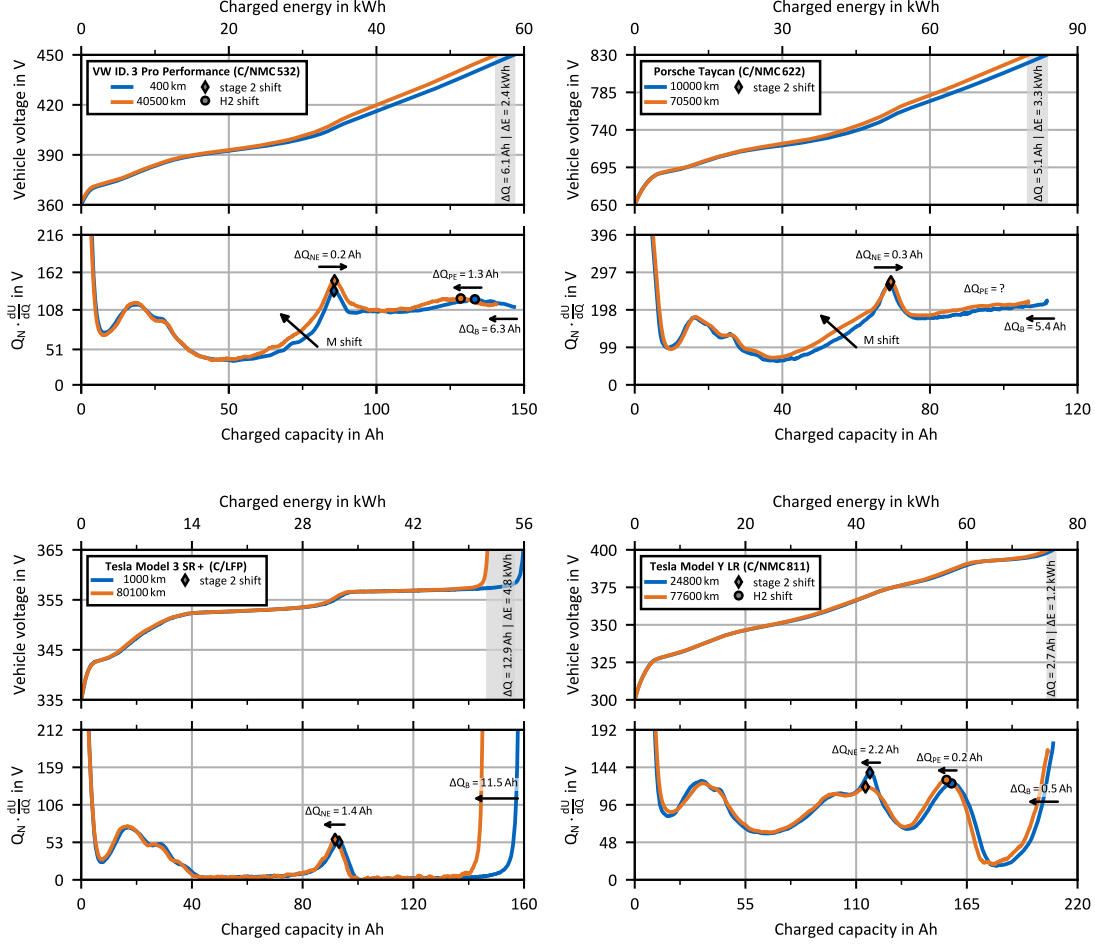 Charged energy in kWh
0 20 40 60
450
420
390
360
Vehicle voltage in V
VW ID. 3 Pro Performance (C/NMC 532)
400 km
stage 2 shift
40500 km
H2 shift
ΔQ = 6.1 Ah | ΔE = 2.4 kWh
216
162
108
51
0
Q_N · dU/dQ in V
ΔQ_NE = 0.2 Ah
ΔQ_PE = 1.3 Ah
ΔQ_B = 6.3 Ah
M shift
0 50 100 150
Charged capacity in Ah
Charged energy in kWh
0 30 60 90
830
785
740
695
650
Vehicle voltage in V
Porsche Taycan (C/NMC 622)
10000 km
stage 2 shift
70500 km
ΔQ = 5.1 Ah | ΔE = 3.3 kWh
396
297
198
99
0
Q_N · dU/dQ in V
ΔQ_NE = 0.3 Ah
ΔQ_PE = ?
ΔQ_B = 5.4 Ah
M shift
0 40 80 120
Charged capacity in Ah
Charged energy in kWh
0 14 28 42 56
365
355
345
335
Vehicle voltage in V
Tesla Model 3 SR+ (C/LFP)
1000 km
stage 2 shift
80100 km
ΔQ = 12.9 Ah | ΔE = 4.8 kWh
212
159
106
53
0
Q_N · dU/dQ in V
ΔQ_NE = 1.4 Ah
ΔQ_B = 11.5 Ah
0 40 80 120 160
Charged capacity in Ah
Charged energy in kWh
0 20 40 60 80
400
375
350
325
300
Vehicle voltage in V
Tesla Model Y LR (C/NMC 811)
24800 km
stage 2 shift
77600 km
H2 shift
ΔQ = 2.7 Ah | ΔE = 1.2 kWh
192
144
96
48
0
Q_N · dU/dQ in V
ΔQ_NE = 2.2 Ah
ΔQ_PE = 0.2 Ah
ΔQ_B = 0.5 Ah
0 55 110 165 220
Charged capacity in Ah